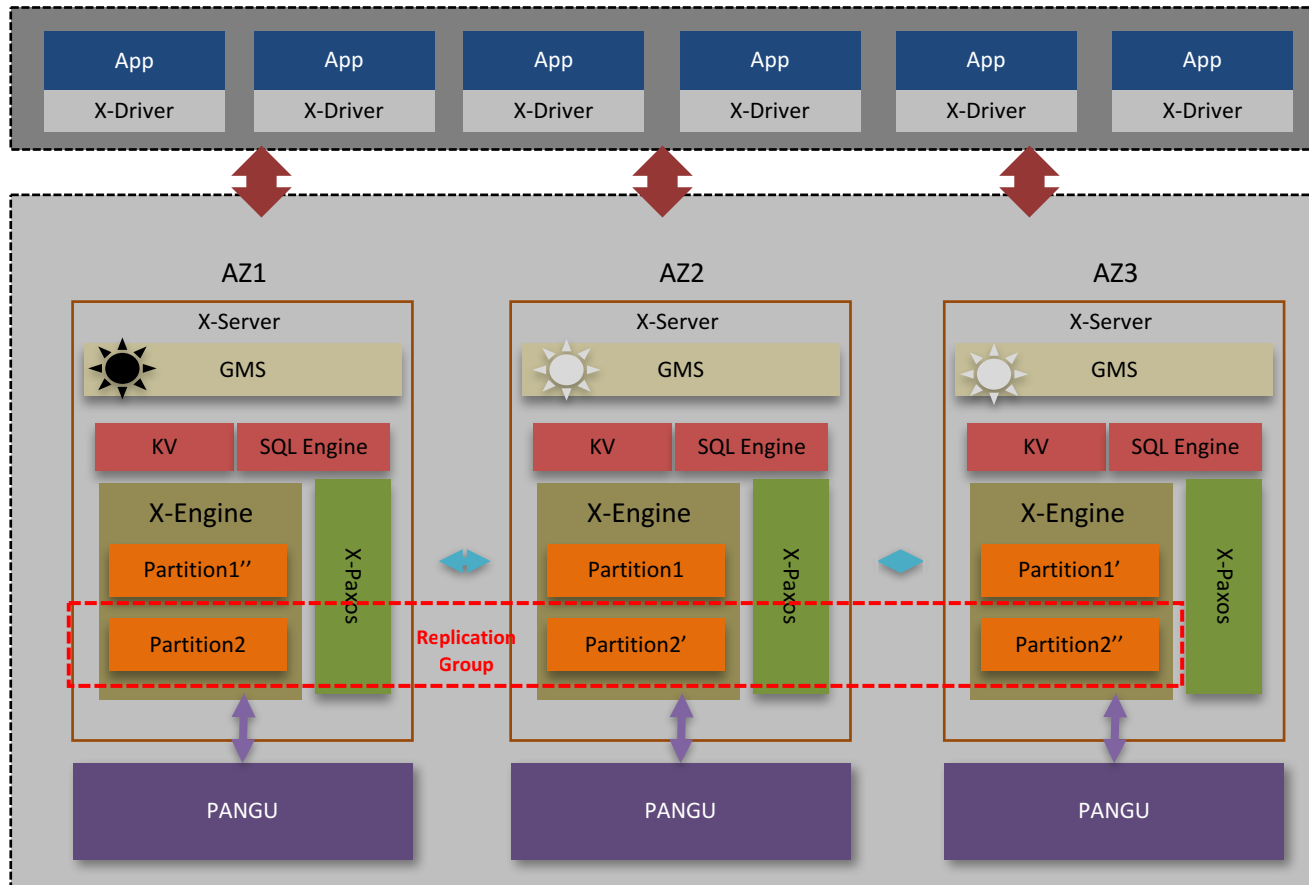 App App App App App App
X-Driver X-Driver X-Driver X-Driver X-Driver X-Driver
AZ1 AZ2 AZ3
X-Server X-Server X-Server
GMS GMS GMS
KV SQL Engine KV SQL Engine KV SQL Engine
X-Engine X-Engine X-Engine
X-Paxos X-Paxos X-Paxos
Partition1'' Partition1 Partition1'
Partition2 Partition2' Partition2''
Replication
Group
PANGU PANGU PANGU